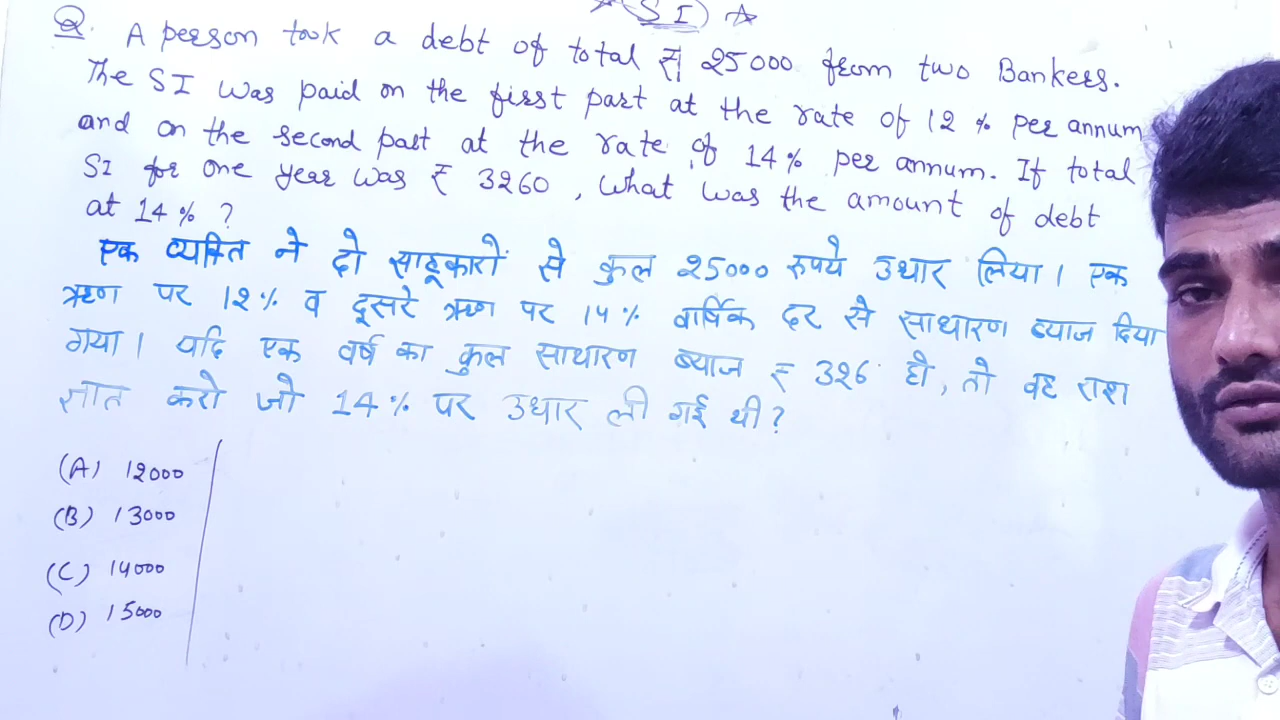 ☆ (SI) ☆
Q. A person took a debt of total ₹ 25000 from two Bankers.
The SI was paid on the first part at the rate of 12 % per annum
and on the second part at the rate of 14% per annum. If total
SI for one year was ₹ 3260, what was the amount of debt
at 14% ?
एक व्यक्ति ने दो साहूकारों से कुल 25000 रुपये उधार लिया। एक
ऋण पर 12% व दूसरे ऋण पर 14% वार्षिक दर से साधारण ब्याज दिया
गया। यदि एक वर्ष का कुल साधारण ब्याज ₹ 326 हो, तो वह राश
ज्ञात करो जो 14% पर उधार ली गई थी?
(A) 12000
(B) 13000
(C) 14000
(D) 15000